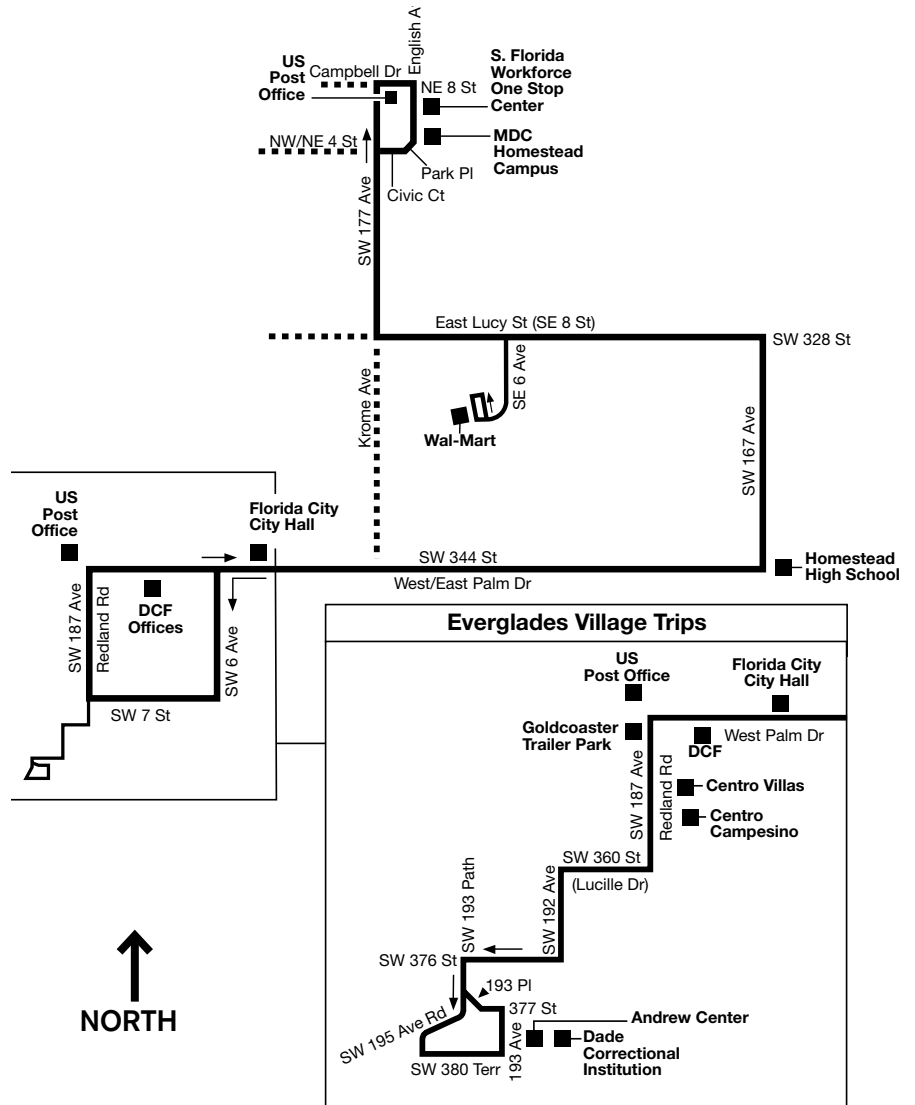 English A
US
Post
Office
Campbell Dr
NE 8 St
S. Florida
Workforce
One Stop
Center
NW/NE 4 St
MDC
Homestead
Campus
Park Pl
Civic Ct
SW 177 Ave
East Lucy St (SE 8 St)
SW 328 St
Krome Ave
SE 6 Ave
Wal-Mart
SW 167 Ave
US
Post
Office
Florida City
City Hall
SW 344 St
West/East Palm Dr
Homestead
High School
SW 187 Ave
Redland Rd
DCF
Offices
SW 6 Ave
SW 7 St
Everglades Village Trips
US
Post Office
Florida City
City Hall
Goldcoaster
Trailer Park
West Palm Dr
DCF
SW 187 Ave
Redland Rd
Centro Villas
Centro
Campesino
SW 360 St
(Lucille Dr)
SW 193 Path
SW 192 Ave
SW 376 St
193 Pl
377 St
SW 195 Ave Rd
193 Ave
SW 380 Terr
Andrew Center
Dade
Correctional
Institution
NORTH